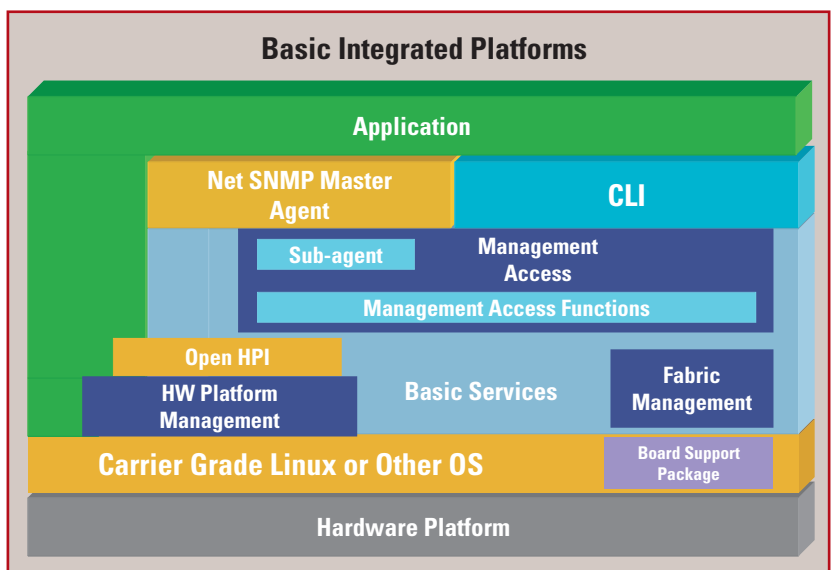 Basic Integrated Platforms
Application
Net SNMP Master
Agent
CLI
Sub-agent
Management
Access
Management Access Functions
Open HPI
HW Platform
Management
Basic Services
Fabric
Management
Carrier Grade Linux or Other OS
Board Support
Package
Hardware Platform